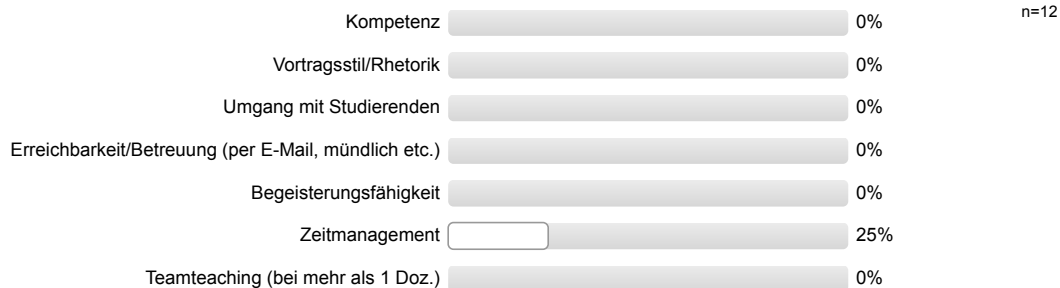 Kompetenz 0% n=12
Vortragsstil/Rhetorik 0%
Umgang mit Studierenden 0%
Erreichbarkeit/Betreuung (per E-Mail, mündlich etc.) 0%
Begeisterungsfähigkeit 0%
Zeitmanagement 25%
Teamteaching (bei mehr als 1 Doz.) 0%